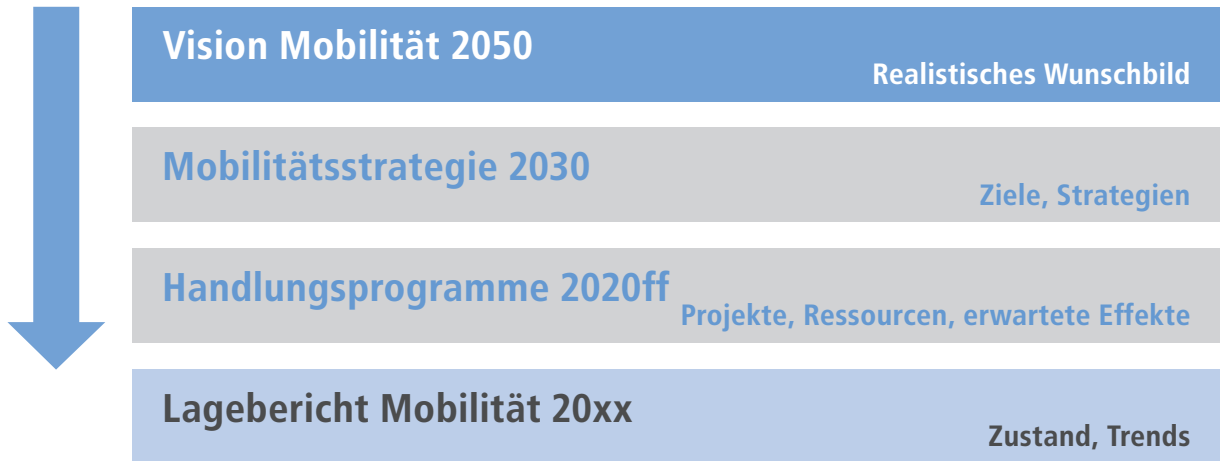 Vision Mobilität 2050
Realistisches Wunschbild
Mobilitätsstrategie 2030
Ziele, Strategien
Handlungsprogramme 2020ff
Projekte, Ressourcen, erwartete Effekte
Lagebericht Mobilität 20xx
Zustand, Trends